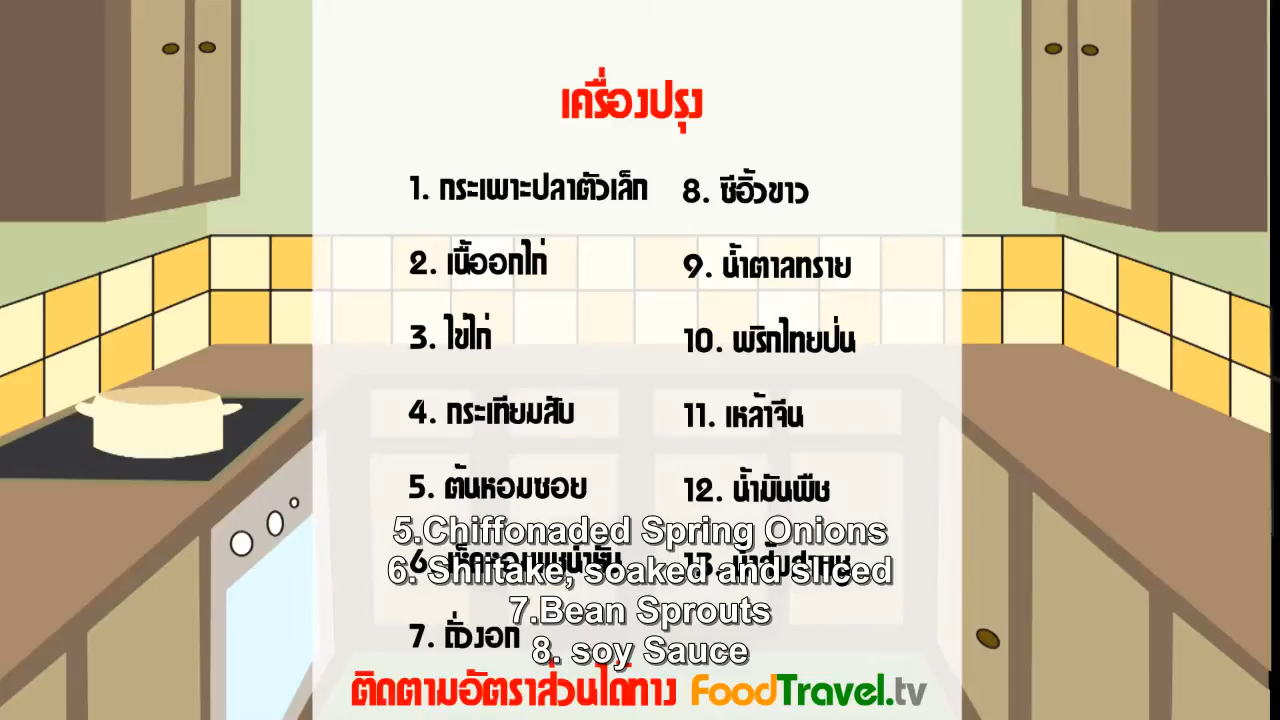 เครื่องปรุง
1. กระเพาะปลาตัวเล็ก
2. เนื้ออกไก่
3. ไข่ไก่
4. กระเทียมสับ
5. ต้นหอมซอย
6.
7. ถั่วงอก
8. ซีอิ้วขาว
9. น้ำตาลทราย
10. พริกไทยป่น
11. เหล้าจีน
12. น้ำมันพืช
13.
5.Chiffonaded Spring Onions
6. Shiitake, soaked and sliced
7.Bean Sprouts
8. soy Sauce
ติดตามอัตราส่วนได้ทาง FoodTravel.tv